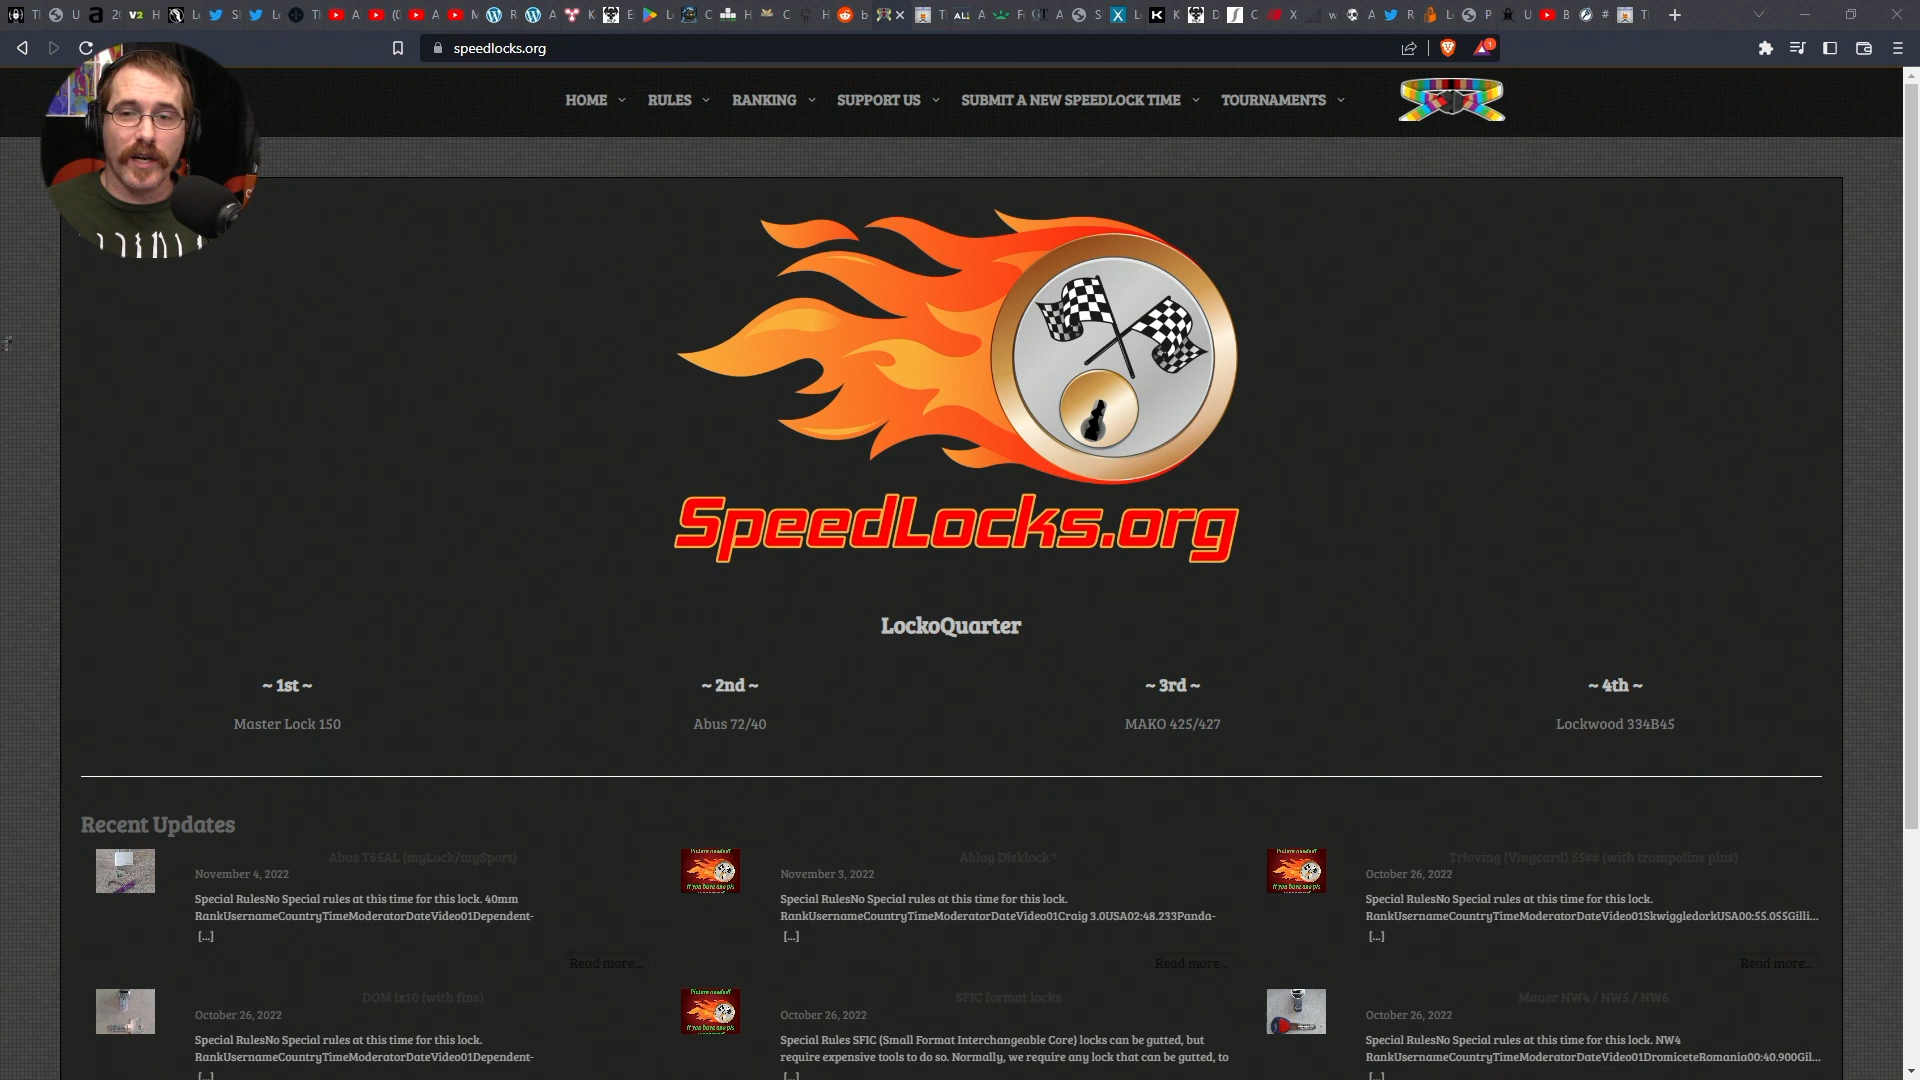 speedlocks.org
HOME
RULES
RANKING
SUPPORT US
SUBMIT A NEW SPEEDLOCK TIME
TOURNAMENTS
SpeedLocks.org
LockoQuarter
~ 1st ~
~ 2nd ~
~ 3rd ~
~ 4th ~
Master Lock 150
Abus 72/40
MAKO 425/427
Lockwood 334B45
Recent Updates
Abus T65AL (myLock/mySport)
November 4, 2022
Special RulesNo Special rules at this time for this lock. 40mm
RankUsernameCountryTimeModeratorDateVideo01Dependent-
[...]
Read more...
Abloy Disklock *
November 3, 2022
Special RulesNo Special rules at this time for this lock.
RankUsernameCountryTimeModeratorDateVideo01Craig 3.0USA02:48.233Panda-
[...]
Read more...
Trioving (Vingcard) 55## (with trampoline pins)
October 26, 2022
Special RulesNo Special rules at this time for this lock.
RankUsernameCountryTimeModeratorDateVideo01SkwiggledorkUSA00:55.055Gilli...
[...]
Read more...
DOM ix10 (with fins)
October 26, 2022
Special RulesNo Special rules at this time for this lock.
RankUsernameCountryTimeModeratorDateVideo01Dependent-
[...]
SFIC format locks
October 26, 2022
Special Rules SFIC (Small Format Interchangeable Core) locks can be gutted, but
require expensive tools to do so. Normally, we require any lock that can be gutted, to
[...]
Mauer NW4 / NW5 / NW6
October 26, 2022
Special RulesNo Special rules at this time for this lock. NW4
RankUsernameCountryTimeModeratorDateVideo01DromiceteRomania00:40.900Gil...
[...]